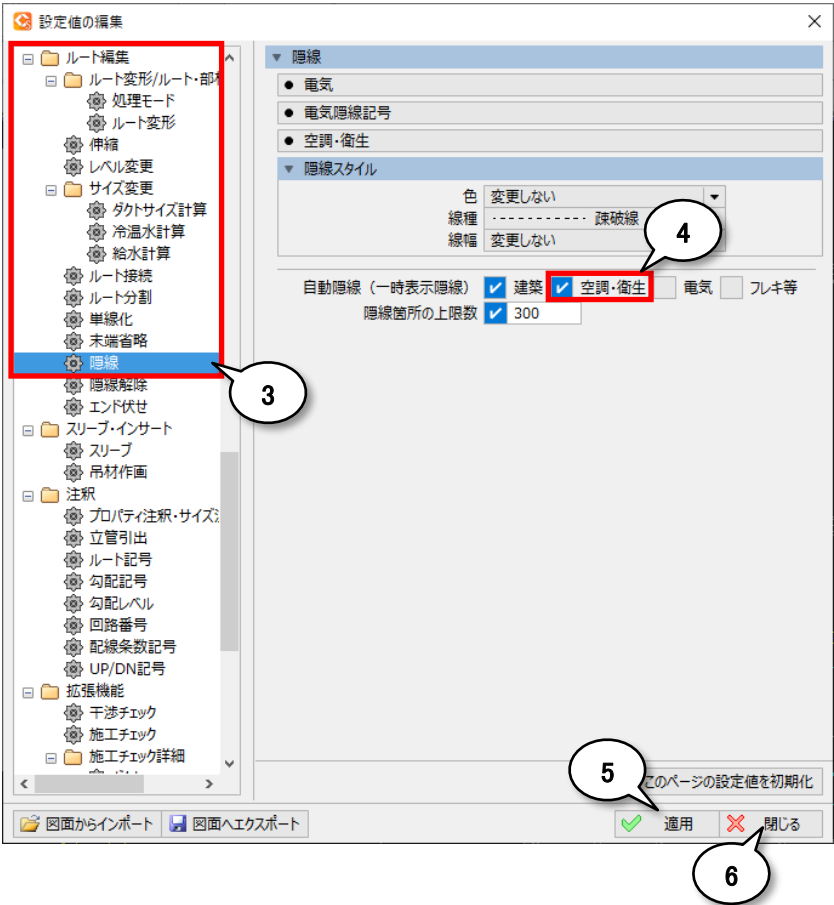 設定値の編集
ルート編集
ルート変形/ルート・部材
処理モード
ルート変形
伸縮
レベル変更
サイズ変更
ダクトサイズ計算
冷温水計算
給水計算
ルート接続
ルート分割
単線化
末端省略
隠線
隠線解除
エンド伏せ
スリーブ・インサート
スリーブ
吊材作画
注釈
プロパティ注釈・サイズ
立管引出
ルート記号
勾配記号
勾配レベル
回路番号
配線条数記号
UP/DN記号
拡張機能
干渉チェック
施工チェック
施工チェック詳細
隠線
電気
電気隠線記号
空調・衛生
隠線スタイル
色 変更しない
線種 疎破線
線幅 変更しない
自動隠線（一時表示隠線） 建築 空調・衛生 電気 フレキ等
隠線箇所の上限数 300
3
4
5
このページの設定値を初期化
図面からインポート 図面へエクスポート 適用 閉じる
6